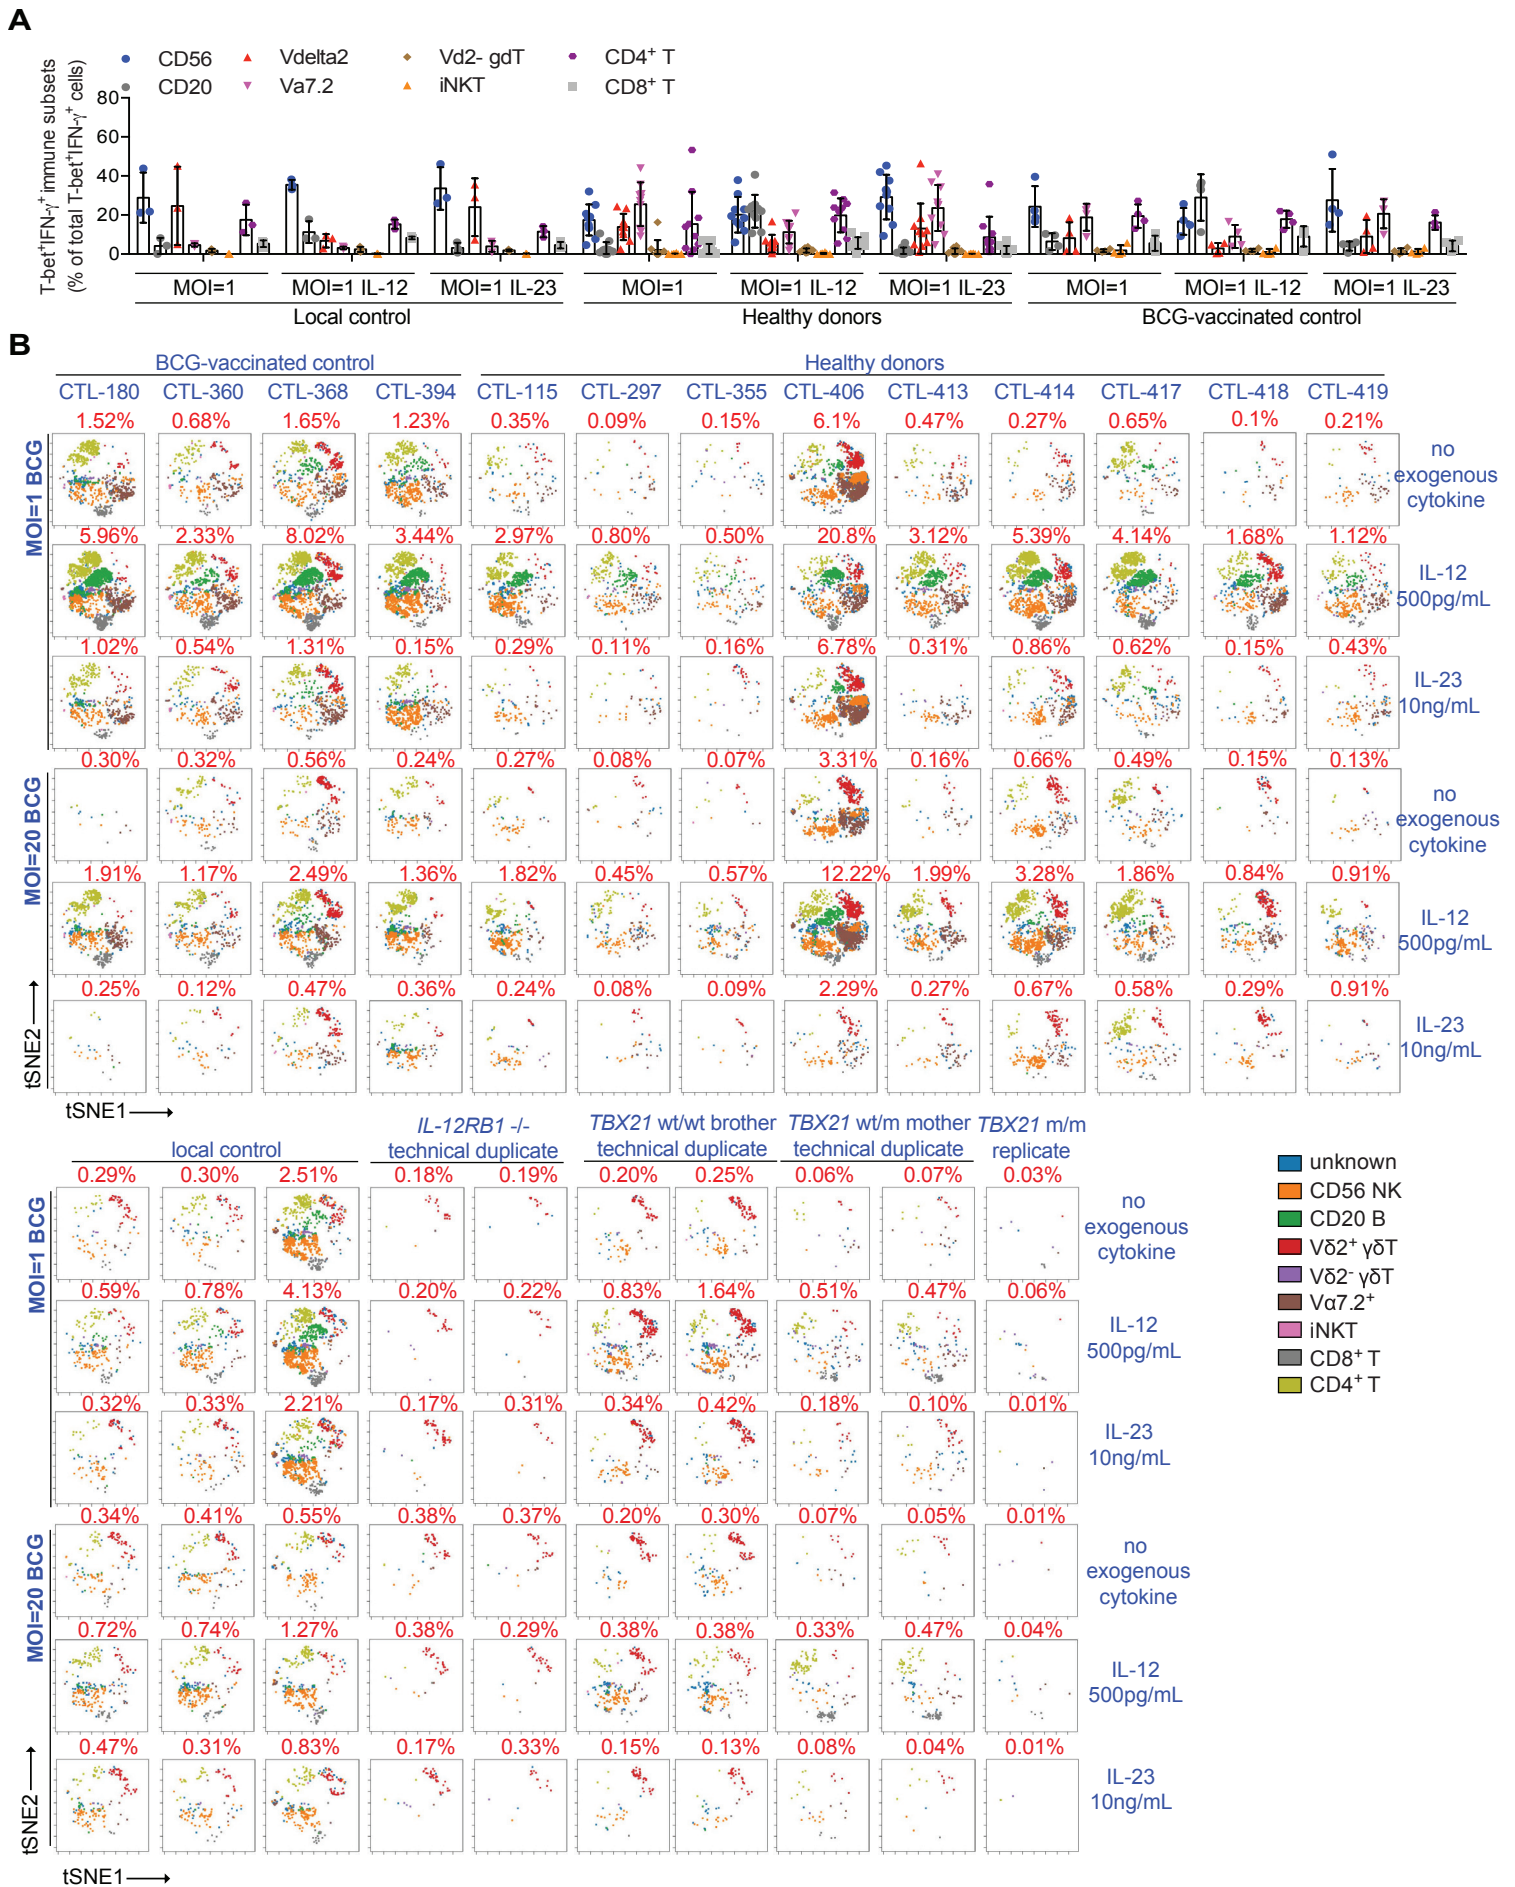 A
CD56 Vdelta2 Vd2- gdT CD4⁺ T
CD20 Va7.2 iNKT CD8⁺ T
T-bet⁺IFN-γ⁺ immune subsets
(% of total T-bet⁺IFN-γ⁺ cells)
80
60
40
20
0
MOI=1 MOI=1 IL-12 MOI=1 IL-23 MOI=1 MOI=1 IL-12 MOI=1 IL-23 MOI=1 MOI=1 IL-12 MOI=1 IL-23
Local control Healthy donors BCG-vaccinated control
B
BCG-vaccinated control Healthy donors
CTL-180 CTL-360 CTL-368 CTL-394 CTL-115 CTL-297 CTL-355 CTL-406 CTL-413 CTL-414 CTL-417 CTL-418 CTL-419
MOI=1 BCG
1.52% 0.68% 1.65% 1.23% 0.35% 0.09% 0.15% 6.1% 0.47% 0.27% 0.65% 0.1% 0.21%
no
exogenous
cytokine
5.96% 2.33% 8.02% 3.44% 2.97% 0.80% 0.50% 20.8% 3.12% 5.39% 4.14% 1.68% 1.12%
IL-12
500pg/mL
1.02% 0.54% 1.31% 0.15% 0.29% 0.11% 0.16% 6.78% 0.31% 0.86% 0.62% 0.15% 0.43%
IL-23
10ng/mL
MOI=20 BCG
0.30% 0.32% 0.56% 0.24% 0.27% 0.08% 0.07% 3.31% 0.16% 0.66% 0.49% 0.15% 0.13%
no
exogenous
cytokine
1.91% 1.17% 2.49% 1.36% 1.82% 0.45% 0.57% 12.22% 1.99% 3.28% 1.86% 0.84% 0.91%
IL-12
500pg/mL
0.25% 0.12% 0.47% 0.36% 0.24% 0.08% 0.09% 2.29% 0.27% 0.67% 0.58% 0.29% 0.91%
IL-23
10ng/mL
tSNE2
tSNE1
local control IL-12RB1 -/- technical duplicate TBX21 wt/wt brother technical duplicate TBX21 wt/m mother technical duplicate TBX21 m/m replicate
MOI=1 BCG
0.29% 0.30% 2.51% 0.18% 0.19% 0.20% 0.25% 0.06% 0.07% 0.03%
no
exogenous
cytokine
0.59% 0.78% 4.13% 0.20% 0.22% 0.83% 1.64% 0.51% 0.47% 0.06%
IL-12
500pg/mL
0.32% 0.33% 2.21% 0.17% 0.31% 0.34% 0.42% 0.18% 0.10% 0.01%
IL-23
10ng/mL
MOI=20 BCG
0.34% 0.41% 0.55% 0.38% 0.37% 0.20% 0.30% 0.07% 0.05% 0.01%
no
exogenous
cytokine
0.72% 0.74% 1.27% 0.38% 0.29% 0.38% 0.38% 0.33% 0.47% 0.04%
IL-12
500pg/mL
0.47% 0.31% 0.83% 0.17% 0.33% 0.15% 0.13% 0.08% 0.04% 0.01%
IL-23
10ng/mL
tSNE2
tSNE1
unknown
CD56 NK
CD20 B
Vδ2⁺ γδT
Vδ2⁻ γδT
Vα7.2⁺
iNKT
CD8⁺ T
CD4⁺ T